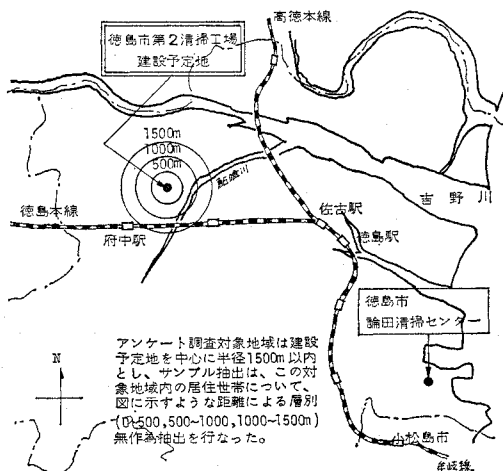 高徳本線
徳島市第2清掃工場
建設予定地
1500m
1000m
500m
鮎喰川
吉野川
徳島本線
府中駅
佐古駅
徳島駅
徳島市
論田清掃センター
アンケート調査対象地域は建設
予定地を中心に半径1500m以内
とし、サンプル抽出は、この対
象地域内の居住世帯について、
図に示すような距離による層別
(0~500,500~1000,1000~1500m)
無作為抽出を行なった。
N
小松島市
牟岐線